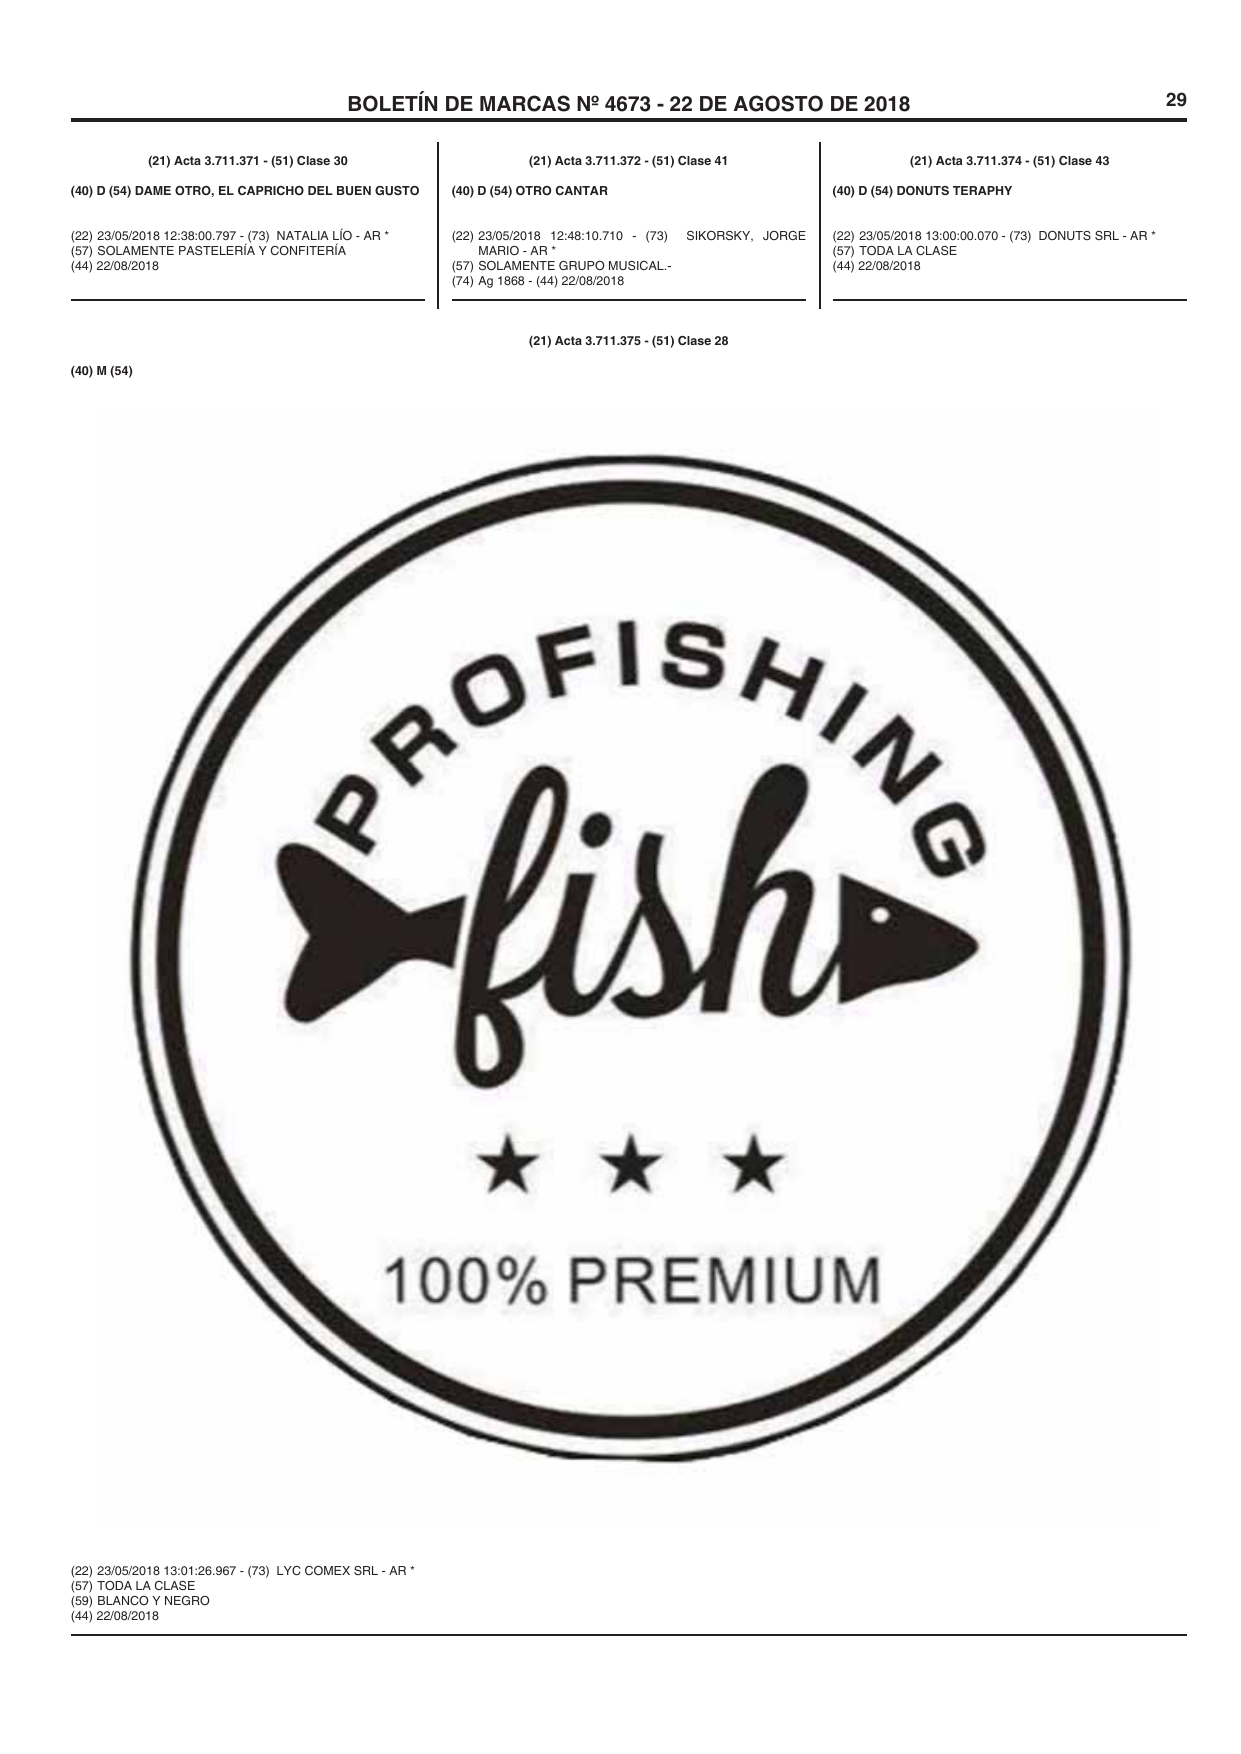 BOLETÍN DE MARCAS Nº 4673 - 22 DE AGOSTO DE 2018
29
(21) Acta 3.711.371 - (51) Clase 30
(40) D (54) DAME OTRO, EL CAPRICHO DEL BUEN GUSTO
(22) 23/05/2018 12:38:00.797 - (73) NATALIA LÍO - AR *
(57) SOLAMENTE PASTELERÍA Y CONFITERÍA
(44) 22/08/2018
(21) Acta 3.711.372 - (51) Clase 41
(40) D (54) OTRO CANTAR
(22) 23/05/2018 12:48:10.710 - (73) SIKORSKY, JORGE
MARIO - AR *
(57) SOLAMENTE GRUPO MUSICAL.-
(74) Ag 1868 - (44) 22/08/2018
(21) Acta 3.711.374 - (51) Clase 43
(40) D (54) DONUTS TERAPHY
(22) 23/05/2018 13:00:00.070 - (73) DONUTS SRL - AR *
(57) TODA LA CLASE
(44) 22/08/2018
(21) Acta 3.711.375 - (51) Clase 28
(40) M (54)
PROFISHING
fish
100% PREMIUM
(22) 23/05/2018 13:01:26.967 - (73) LYC COMEX SRL - AR *
(57) TODA LA CLASE
(59) BLANCO Y NEGRO
(44) 22/08/2018